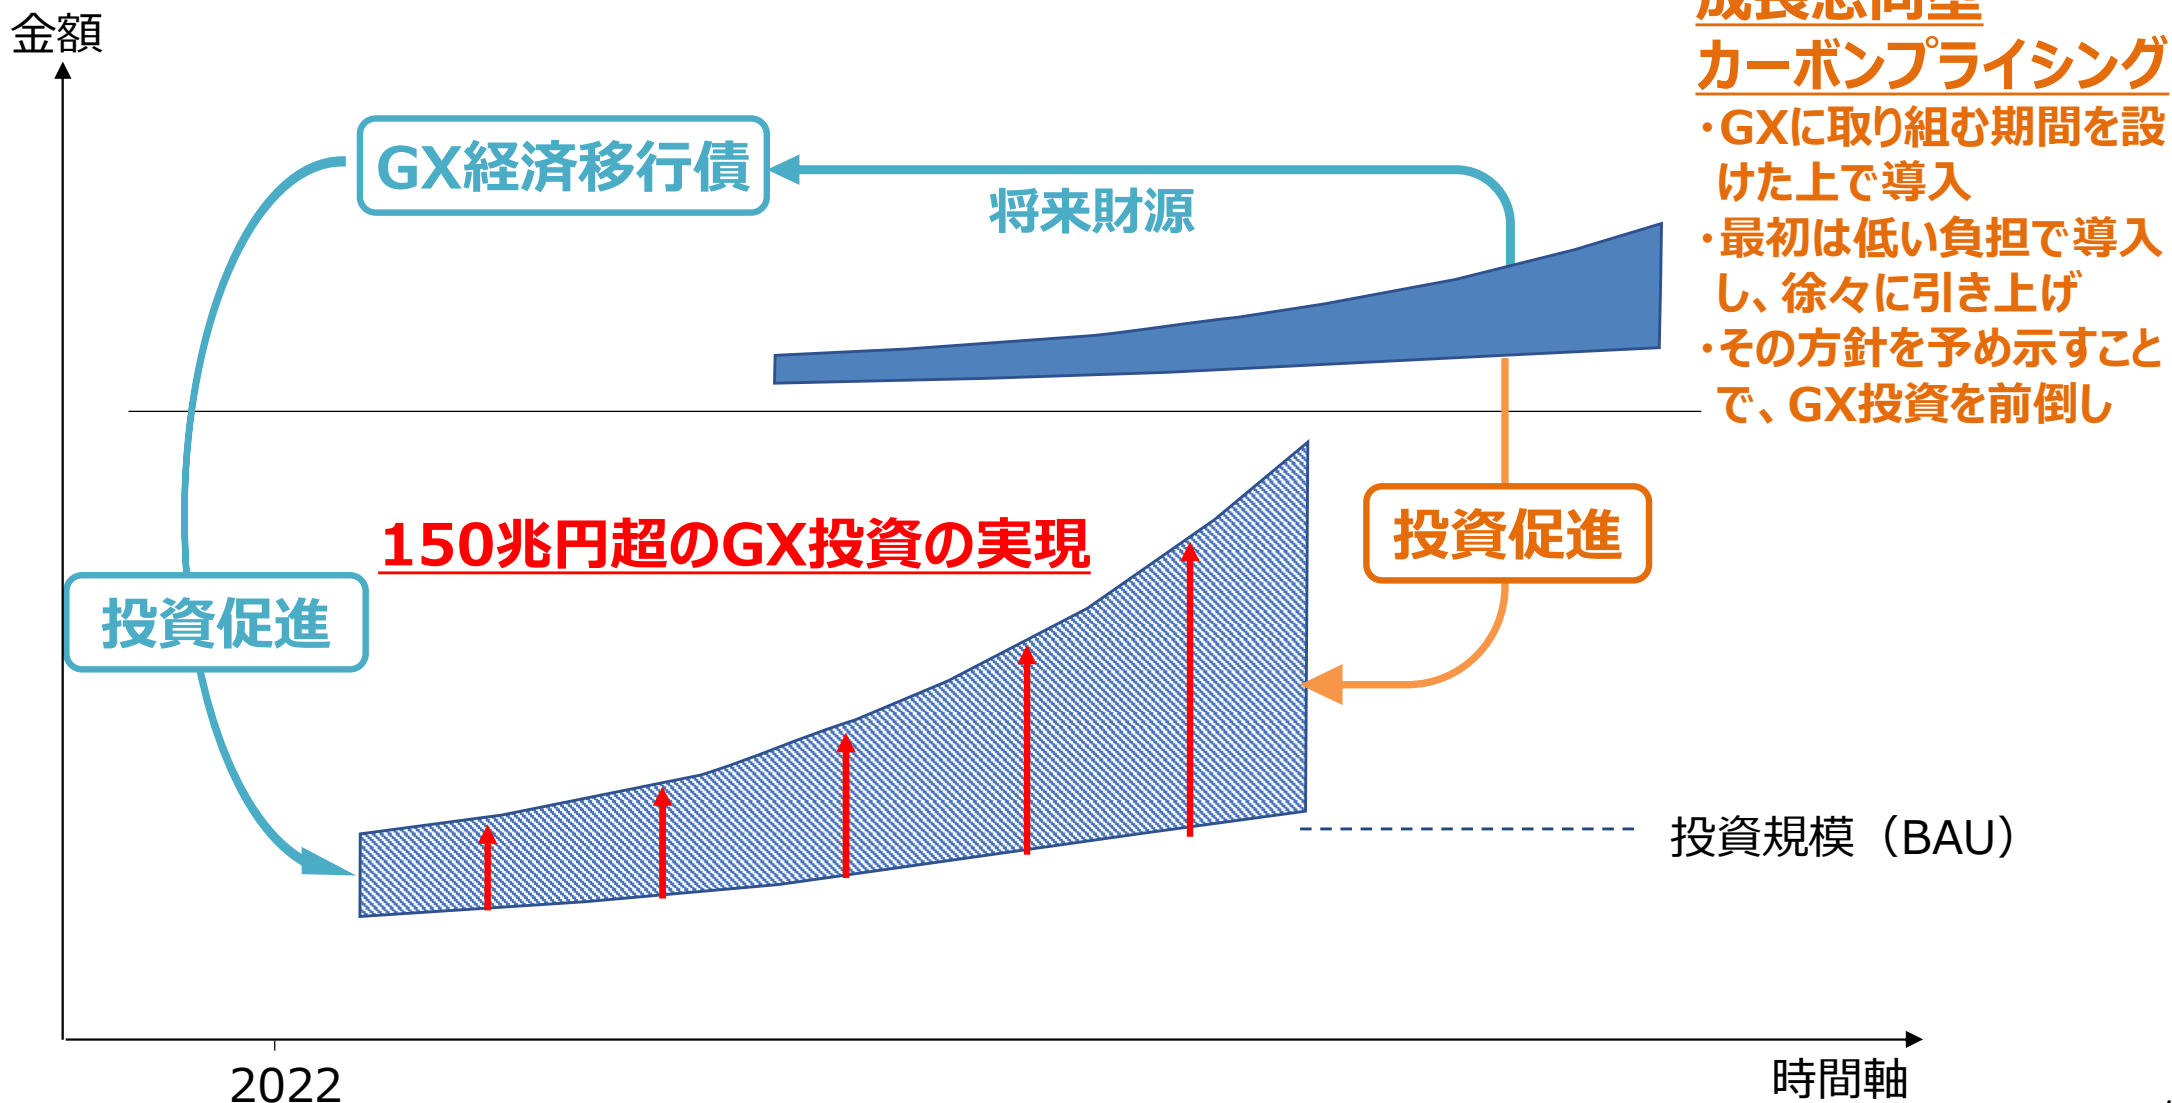 金額
成長志向型
カーボンプライシング
・GXに取り組む期間を設
けた上で導入
・最初は低い負担で導入
し、徐々に引き上げ
・その方針を予め示すこと
で、GX投資を前倒し
GX経済移行債
将来財源
150兆円超のGX投資の実現
投資促進
投資促進
投資規模（BAU）
2022
時間軸